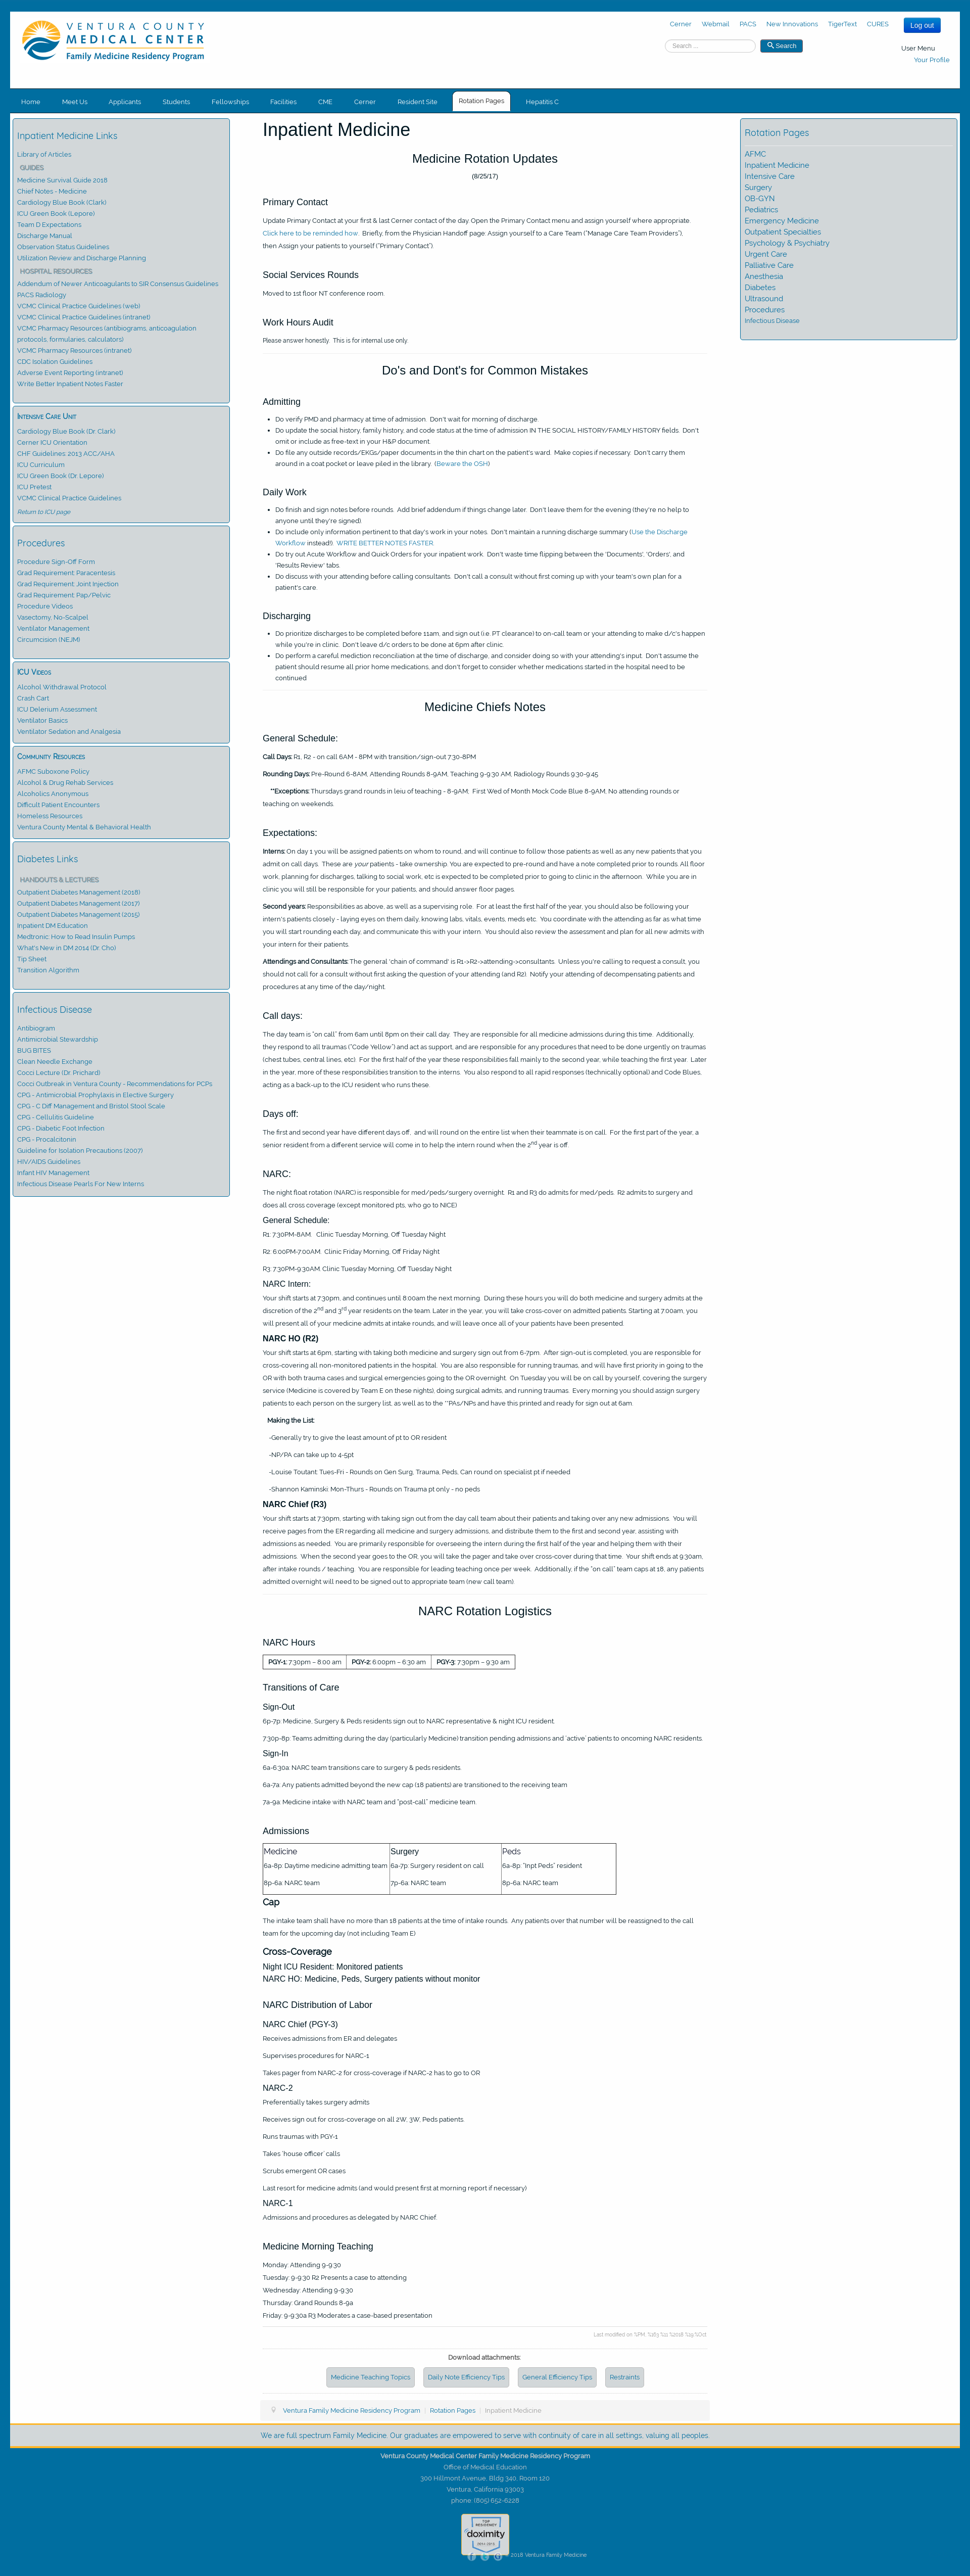 VENTURA COUNTY
MEDICAL CENTER
Family Medicine Residency Program
Cerner Webmail PACS New Innovations TigerText CURES
Log out
Search ...
Search
User Menu
Your Profile
Home Meet Us Applicants Students Fellowships Facilities CME Cerner Resident Site Rotation Pages Hepatitis C
Inpatient Medicine Links
Library of Articles
GUIDES
Medicine Survival Guide 2018
Chief Notes - Medicine
Cardiology Blue Book (Clark)
ICU Green Book (Lepore)
Team D Expectations
Discharge Manual
Observation Status Guidelines
Utilization Review and Discharge Planning
HOSPITAL RESOURCES
Addendum of Newer Anticoagulants to SIR Consensus Guidelines
PACS Radiology
VCMC Clinical Practice Guidelines (web)
VCMC Clinical Practice Guidelines (intranet)
VCMC Pharmacy Resources (antibiograms, anticoagulation
protocols, formularies, calculators)
VCMC Pharmacy Resources (intranet)
CDC Isolation Guidelines
Adverse Event Reporting (intranet)
Write Better Inpatient Notes Faster
Intensive Care Unit
Cardiology Blue Book (Dr. Clark)
Cerner ICU Orientation
CHF Guidelines: 2013 ACC/AHA
ICU Curriculum
ICU Green Book (Dr. Lepore)
ICU Pretest
VCMC Clinical Practice Guidelines
Return to ICU page
Procedures
Procedure Sign-Off Form
Grad Requirement: Paracentesis
Grad Requirement: Joint Injection
Grad Requirement: Pap/Pelvic
Procedure Videos
Vasectomy, No-Scalpel
Ventilator Management
Circumcision (NEJM)
ICU Videos
Alcohol Withdrawal Protocol
Crash Cart
ICU Delerium Assessment
Ventilator Basics
Ventilator Sedation and Analgesia
Community Resources
AFMC Suboxone Policy
Alcohol & Drug Rehab Services
Alcoholics Anonymous
Difficult Patient Encounters
Homeless Resources
Ventura County Mental & Behavioral Health
Diabetes Links
HANDOUTS & LECTURES
Outpatient Diabetes Management (2018)
Outpatient Diabetes Management (2017)
Outpatient Diabetes Management (2015)
Inpatient DM Education
Medtronic: How to Read Insulin Pumps
What's New in DM 2014 (Dr. Cho)
Tip Sheet
Transition Algorithm
Infectious Disease
Antibiogram
Antimicrobial Stewardship
BUG BITES
Clean Needle Exchange
Cocci Lecture (Dr. Prichard)
Cocci Outbreak in Ventura County - Recommendations for PCPs
CPG - Antimicrobial Prophylaxis in Elective Surgery
CPG - C.Diff Management and Bristol Stool Scale
CPG - Cellulitis Guideline
CPG - Diabetic Foot Infection
CPG - Procalcitonin
Guideline for Isolation Precautions (2007)
HIV/AIDS Guidelines
Infant HIV Management
Infectious Disease Pearls For New Interns
Inpatient Medicine
Medicine Rotation Updates
(8/25/17)
Primary Contact
Update Primary Contact at your first & last Cerner contact of the day. Open the Primary Contact menu and assign yourself where appropriate.
Click here to be reminded how. Briefly, from the Physician Handoff page: Assign yourself to a Care Team ("Manage Care Team Providers"),
then Assign your patients to yourself ("Primary Contact")
Social Services Rounds
Moved to 1st floor NT conference room.
Work Hours Audit
Please answer honestly. This is for internal use only
Do's and Dont's for Common Mistakes
Admitting
• Do verify PMD and pharmacy at time of admission. Don't wait for morning of discharge.
• Do update the social history, family history, and code status at the time of admission IN THE SOCIAL HISTORY/FAMILY HISTORY fields. Don't
omit or include as free-text in your H&P document.
• Do file any outside records/EKGs/paper documents in the thin chart on the patient's ward. Make copies if necessary. Don't carry them
around in a coat pocket or leave piled in the library. (Beware the OSH)
Daily Work
• Do finish and sign notes before rounds. Add brief addendum if things change later. Don't leave them for the evening (they're no help to
anyone until they're signed).
• Do include only information pertinent to that day's work in your notes. Don't maintain a running discharge summary (Use the Discharge
Workflow instead!) WRITE BETTER NOTES FASTER.
• Do try out Acute Workflow and Quick Orders for your inpatient work. Don't waste time flipping between the 'Documents', 'Orders', and
'Results Review' tabs.
• Do discuss with your attending before calling consultants. Don't call a consult without first coming up with your team's own plan for a
patient's care
Discharging
• Do prioritize discharges to be completed before 11am, and sign out (i.e. PT clearance) to on-call team or your attending to make d/c's happen
while you're in clinic. Don't leave d/c orders to be done at 6pm after clinic.
• Do perform a careful mediction reconciliation at the time of discharge, and consider doing so with your attending's input. Don't assume the
patient should resume all prior home medications, and don't forget to consider whether medications started in the hospital need to be
continued
Medicine Chiefs Notes
General Schedule:
Call Days: R1, R2 - on call 6AM - 8PM with transition/sign-out 7:30-8PM
Rounding Days: Pre-Round 6-8AM, Attending Rounds 8-9AM, Teaching 9-9:30 AM, Radiology Rounds 9:30-9:45
**Exceptions: Thursdays grand rounds in leiu of teaching - 8-9AM; First Wed of Month Mock Code Blue 8-9AM; No attending rounds or
teaching on weekends.
Expectations:
Interns: On day 1 you will be assigned patients on whom to round, and will continue to follow those patients as well as any new patients that you
admit on call days. These are your patients - take ownership. You are expected to pre-round and have a note completed prior to rounds. All floor
work, planning for discharges, talking to social work, etc is expected to be completed prior to going to clinic in the afternoon. While you are in
clinic you will still be responsible for your patients, and should answer floor pages.
Second years: Responsibilities as above, as well as a supervising role. For at least the first half of the year, you should also be following your
intern's patients closely - laying eyes on them daily, knowing labs, vitals, events, meds etc. You coordinate with the attending as far as what time
you will start rounding each day, and communicate this with your intern. You should also review the assessment and plan for all new admits with
your intern for their patients.
Attendings and Consultants: The general 'chain of command' is R1->R2->attending->consultants. Unless you're calling to request a consult, you
should not call for a consult without first asking the question of your attending (and R2). Notify your attending of decompensating patients and
procedures at any time of the day/night.
Call days:
The day team is "on call" from 6am until 8pm on their call day. They are responsible for all medicine admissions during this time. Additionally,
they respond to all traumas ("Code Yellow") and act as support, and are responsible for any procedures that need to be done urgently on traumas
(chest tubes, central lines, etc). For the first half of the year these responsibilities fall mainly to the second year, while teaching the first year. Later
in the year, more of these responsibilities transition to the interns. You also respond to all rapid responses (technically optional) and Code Blues,
acting as a back-up to the ICU resident who runs these.
Days off:
The first and second year have different days off, and will round on the entire list when their teammate is on call. For the first part of the year, a
senior resident from a different service will come in to help the intern round when the 2nd year is off.
NARC:
The night float rotation (NARC) is responsible for med/peds/surgery overnight. R1 and R3 do admits for med/peds. R2 admits to surgery and
does all cross coverage (except monitored pts, who go to NICE)
General Schedule:
R1: 7:30PM-8AM. Clinic Tuesday Morning, Off Tuesday Night
R2: 6:00PM-7:00AM. Clinic Friday Morning, Off Friday Night
R3: 7:30PM-9:30AM: Clinic Tuesday Morning, Off Tuesday Night
NARC Intern:
Your shift starts at 7:30pm, and continues until 8:00am the next morning. During these hours you will do both medicine and surgery admits at the
discretion of the 2nd and 3rd year residents on the team. Later in the year, you will take cross-cover on admitted patients. Starting at 7:00am, you
will present all of your medicine admits at intake rounds, and will leave once all of your patients have been presented.
NARC HO (R2)
Your shift starts at 6pm, starting with taking both medicine and surgery sign out from 6-7pm. After sign-out is completed, you are responsible for
cross-covering all non-monitored patients in the hospital. You are also responsible for running traumas, and will have first priority in going to the
OR with both trauma cases and surgical emergencies going to the OR overnight. On Tuesday you will be on call by yourself, covering the surgery
service (Medicine is covered by Team E on these nights), doing surgical admits, and running traumas. Every morning you should assign surgery
patients to each person on the surgery list, as well as to the **PAs/NPs and have this printed and ready for sign out at 6am.
Making the List:
-Generally try to give the least amount of pt to OR resident
-NP/PA can take up to 4-5pt
-Louise Toutant: Tues-Fri - Rounds on Gen Surg, Trauma, Peds, Can round on specialist pt if needed
-Shannon Kaminski: Mon-Thurs - Rounds on Trauma pt only - no peds
NARC Chief (R3)
Your shift starts at 7:30pm, starting with taking sign out from the day call team about their patients and taking over any new admissions. You will
receive pages from the ER regarding all medicine and surgery admissions, and distribute them to the first and second year, assisting with
admissions as needed. You are primarily responsible for overseeing the intern during the first half of the year and helping them with their
admissions. When the second year goes to the OR, you will take the pager and take over cross-cover during that time. Your shift ends at 9:30am,
after intake rounds / teaching. You are responsible for leading teaching once per week. Additionally, if the "on call" team caps at 18, any patients
admitted overnight will need to be signed out to appropriate team (new call team).
NARC Rotation Logistics
NARC Hours
PGY-1: 7:30pm – 8:00 am PGY-2: 6:00pm – 6:30 am PGY-3: 7:30pm – 9:30 am
Transitions of Care
Sign-Out
6p-7p: Medicine, Surgery & Peds residents sign out to NARC representative & night ICU resident.
7:30p-8p: Teams admitting during the day (particularly Medicine) transition pending admissions and 'active' patients to oncoming NARC residents.
Sign-In
6a-6:30a: NARC team transitions care to surgery & peds residents.
6a-7a: Any patients admitted beyond the new cap (18 patients) are transitioned to the receiving team
7a-9a: Medicine intake with NARC team and "post-call" medicine team.
Admissions
Medicine Surgery Peds
6a-8p: Daytime medicine admitting team 6a-7p: Surgery resident on call 6a-8p: "Inpt Peds" resident
8p-6a: NARC team 7p-6a: NARC team 8p-6a: NARC team
Cap
The intake team shall have no more than 18 patients at the time of intake rounds. Any patients over that number will be reassigned to the call
team for the upcoming day (not including Team E)
Cross-Coverage
Night ICU Resident: Monitored patients
NARC HO: Medicine, Peds, Surgery patients without monitor
NARC Distribution of Labor
NARC Chief (PGY-3)
Receives admissions from ER and delegates
Supervises procedures for NARC-1
Takes pager from NARC-2 for cross-coverage if NARC-2 has to go to OR
NARC-2
Preferentially takes surgery admits
Receives sign out for cross-coverage on all 2W, 3W, Peds patients.
Runs traumas with PGY-1
Takes 'house officer' calls
Scrubs emergent OR cases
Last resort for medicine admits (and would present first at morning report if necessary)
NARC-1
Admissions and procedures as delegated by NARC Chief.
Medicine Morning Teaching
Monday: Attending 9-9:30
Tuesday: 9-9:30 R2 Presents a case to attending
Wednesday: Attending 9-9:30
Thursday: Grand Rounds 8-9a
Friday: 9-9:30a R3 Moderates a case-based presentation
Download attachments:
Medicine Teaching Topics Daily Note Efficiency Tips General Efficiency Tips Restraints
Ventura Family Medicine Residency Program | Rotation Pages | Inpatient Medicine
Rotation Pages
AFMC
Inpatient Medicine
Intensive Care
Surgery
OB-GYN
Pediatrics
Emergency Medicine
Outpatient Specialties
Psychology & Psychiatry
Urgent Care
Palliative Care
Anesthesia
Diabetes
Ultrasound
Procedures
Infectious Disease
We are full spectrum Family Medicine. Our graduates are empowered to serve with continuity of care in all settings, valuing all peoples.
Ventura County Medical Center Family Medicine Residency Program
Office of Medical Education
300 Hillmont Avenue, Bldg 340, Room 120
Ventura, California 93003
phone: (805) 652-6228
TOP
RESIDENCY
doximity
2018 Ventura Family Medicine